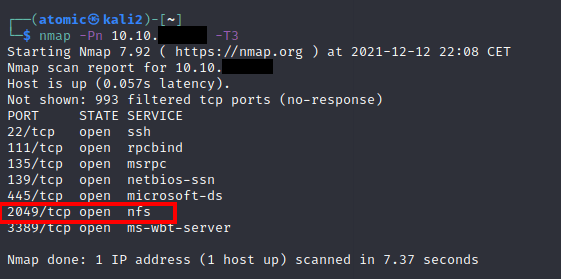 ┌──(atomic㉿kali2)-[~]
└─$ nmap -Pn 10.10. -T3
Starting Nmap 7.92 ( https://nmap.org ) at 2021-12-12 22:08 CET
Nmap scan report for 10.10.
Host is up (0.057s latency).
Not shown: 993 filtered tcp ports (no-response)
PORT     STATE SERVICE
22/tcp   open  ssh
111/tcp  open  rpcbind
135/tcp  open  msrpc
139/tcp  open  netbios-ssn
445/tcp  open  microsoft-ds
2049/tcp open  nfs
3389/tcp open  ms-wbt-server
Nmap done: 1 IP address (1 host up) scanned in 7.37 seconds